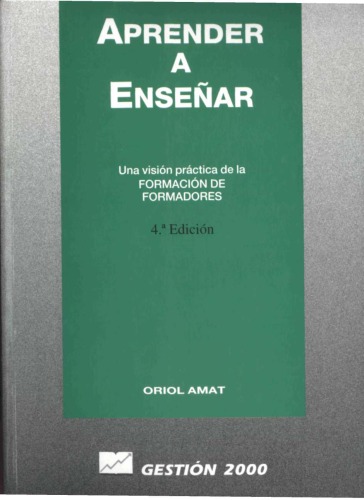 APRENDER
A
ENSEÑAR
Una visión práctica de la
FORMACIÓN DE
FORMADORES
4.ª Edición
ORIOL AMAT
GESTIÓN 2000